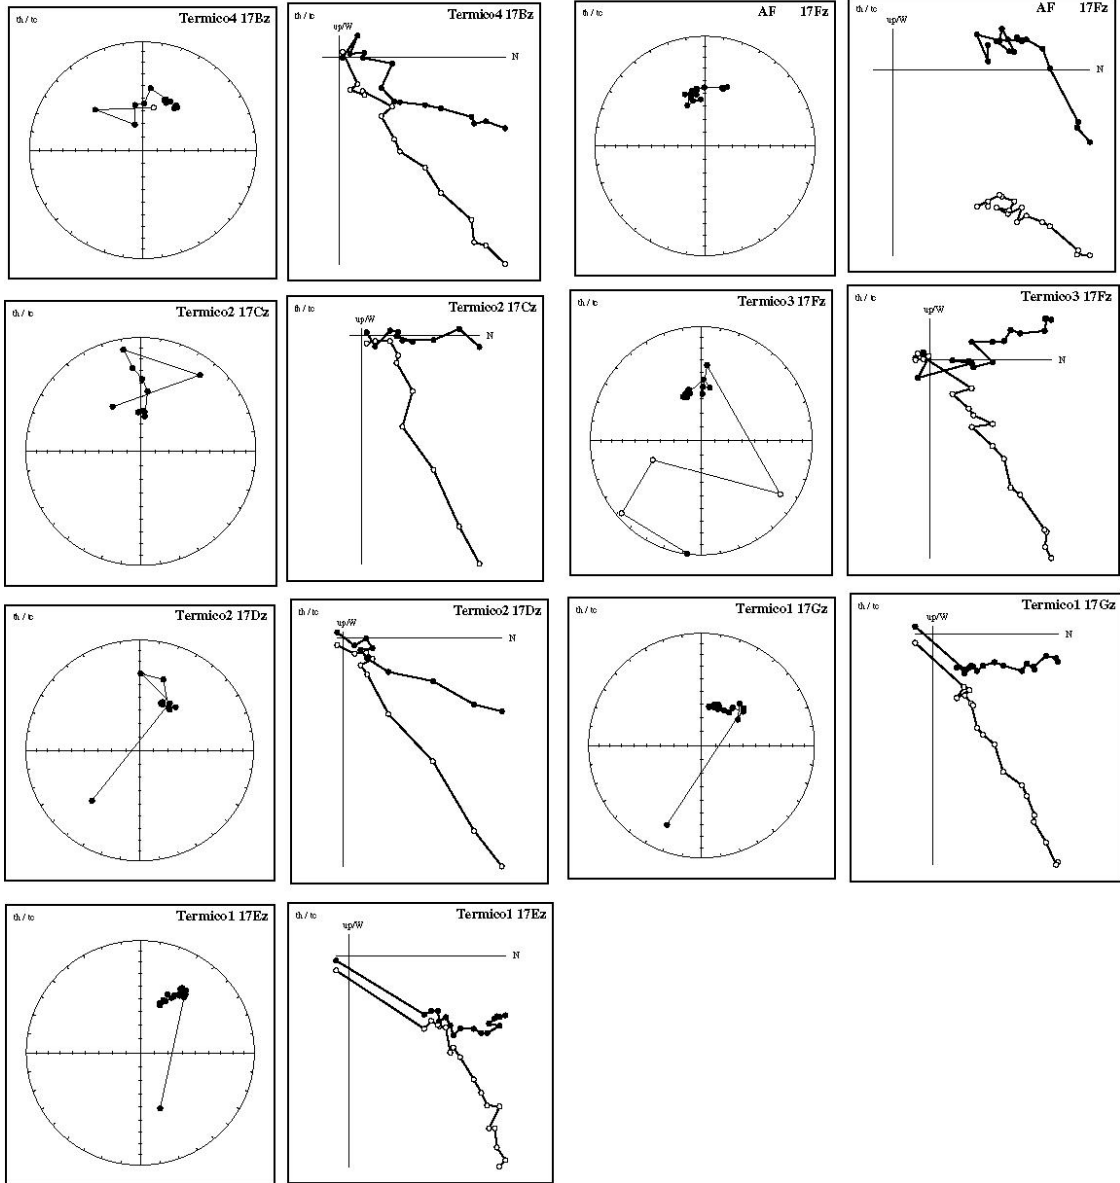 th / tc Termico4 17Bz
th / tc Termico4 17Bz
up/W
N
th / tc AF 17Fz
th / tc AF 17Fz
up/W
N
th / tc Termico2 17Cz
th / tc Termico2 17Cz
up/W
N
th / tc Termico3 17Fz
th / tc Termico3 17Fz
up/W
N
th / tc Termico2 17Dz
th / tc Termico2 17Dz
up/W
N
th / tc Termico1 17Gz
th / tc Termico1 17Gz
up/W
N
th / tc Termico1 17Ez
th / tc Termico1 17Ez
up/W
N